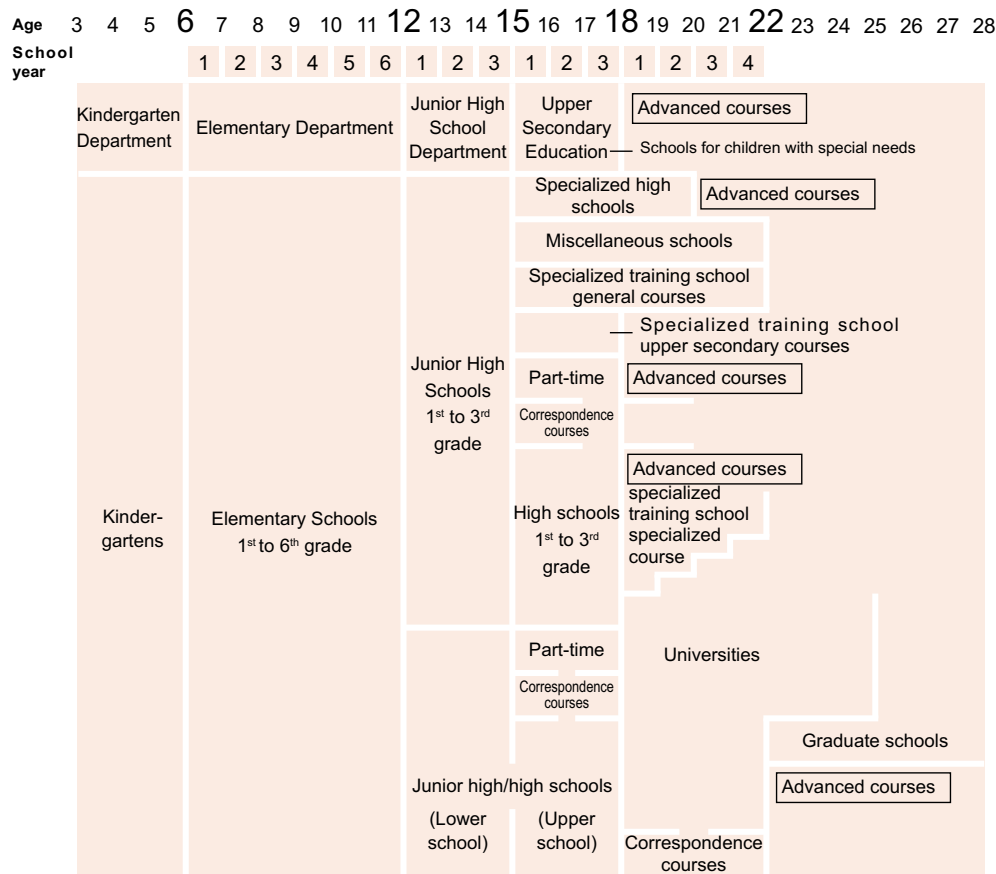 Age 3 4 5 6 7 8 9 10 11 12 13 14 15 16 17 18 19 20 21 22 23 24 25 26 27 28
School
year
1 2 3 4 5 6 1 2 3 1 2 3 1 2 3 4
Kindergarten
Department
Elementary Department
Junior High
School
Department
Upper
Secondary
Education
Advanced courses
Schools for children with special needs
Specialized high
schools
Advanced courses
Miscellaneous schools
Specialized training school
general courses
Specialized training school
upper secondary courses
Junior High
Schools
1st to 3rd
grade
Part-time
Advanced courses
Correspondence
courses
Advanced courses
Kinder-
gartens
Elementary Schools
1st to 6th grade
High schools
1st to 3rd
grade
specialized
training school
specialized
course
Part-time
Universities
Correspondence
courses
Graduate schools
Junior high/high schools
Advanced courses
(Lower
school)
(Upper
school)
Correspondence
courses